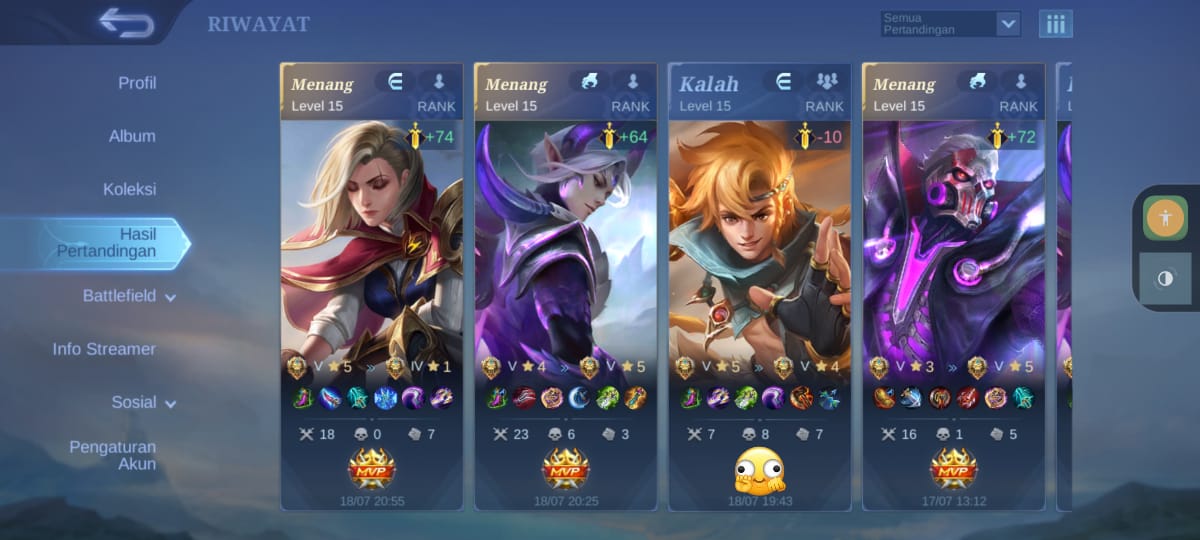 RIWAYAT
Semua
Pertandingan
Profil
Album
Koleksi
Hasil
Pertandingan
Battlefield
Info Streamer
Sosial
Pengaturan
Akun
Menang
Level 15
RANK
+74
V 5 » IV 1
18 0 7
MVP
18/07 20:55
Menang
Level 15
RANK
+64
V 4 » V 5
23 6 3
MVP
18/07 20:25
Kalah
Level 15
RANK
-10
V 5 » V 4
7 8 7
18/07 19:43
Menang
Level 15
RANK
+72
V 3 » V 5
16 1 5
MVP
17/07 13:12